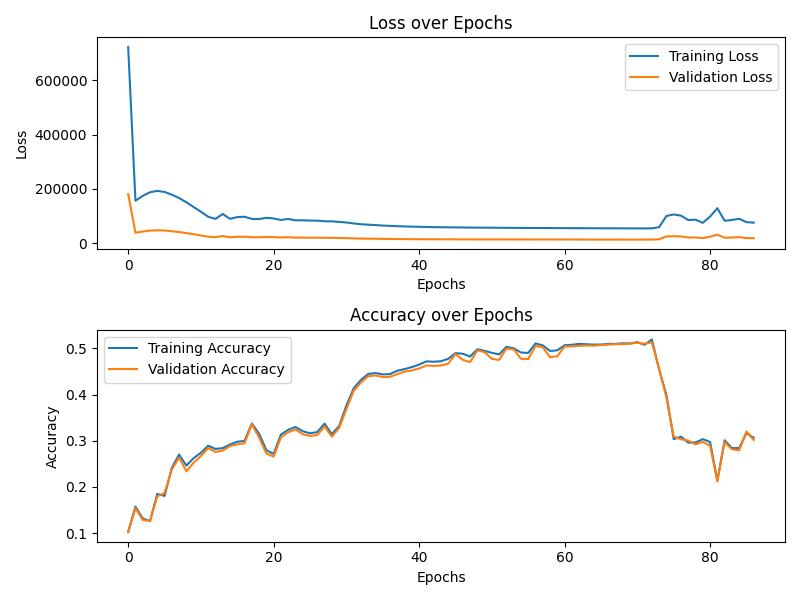 Loss over Epochs
Loss
600000
400000
200000
0
Training Loss
Validation Loss
0 20 40 60 80
Epochs
Accuracy over Epochs
Accuracy
0.5
0.4
0.3
0.2
0.1
Training Accuracy
Validation Accuracy
0 20 40 60 80
Epochs